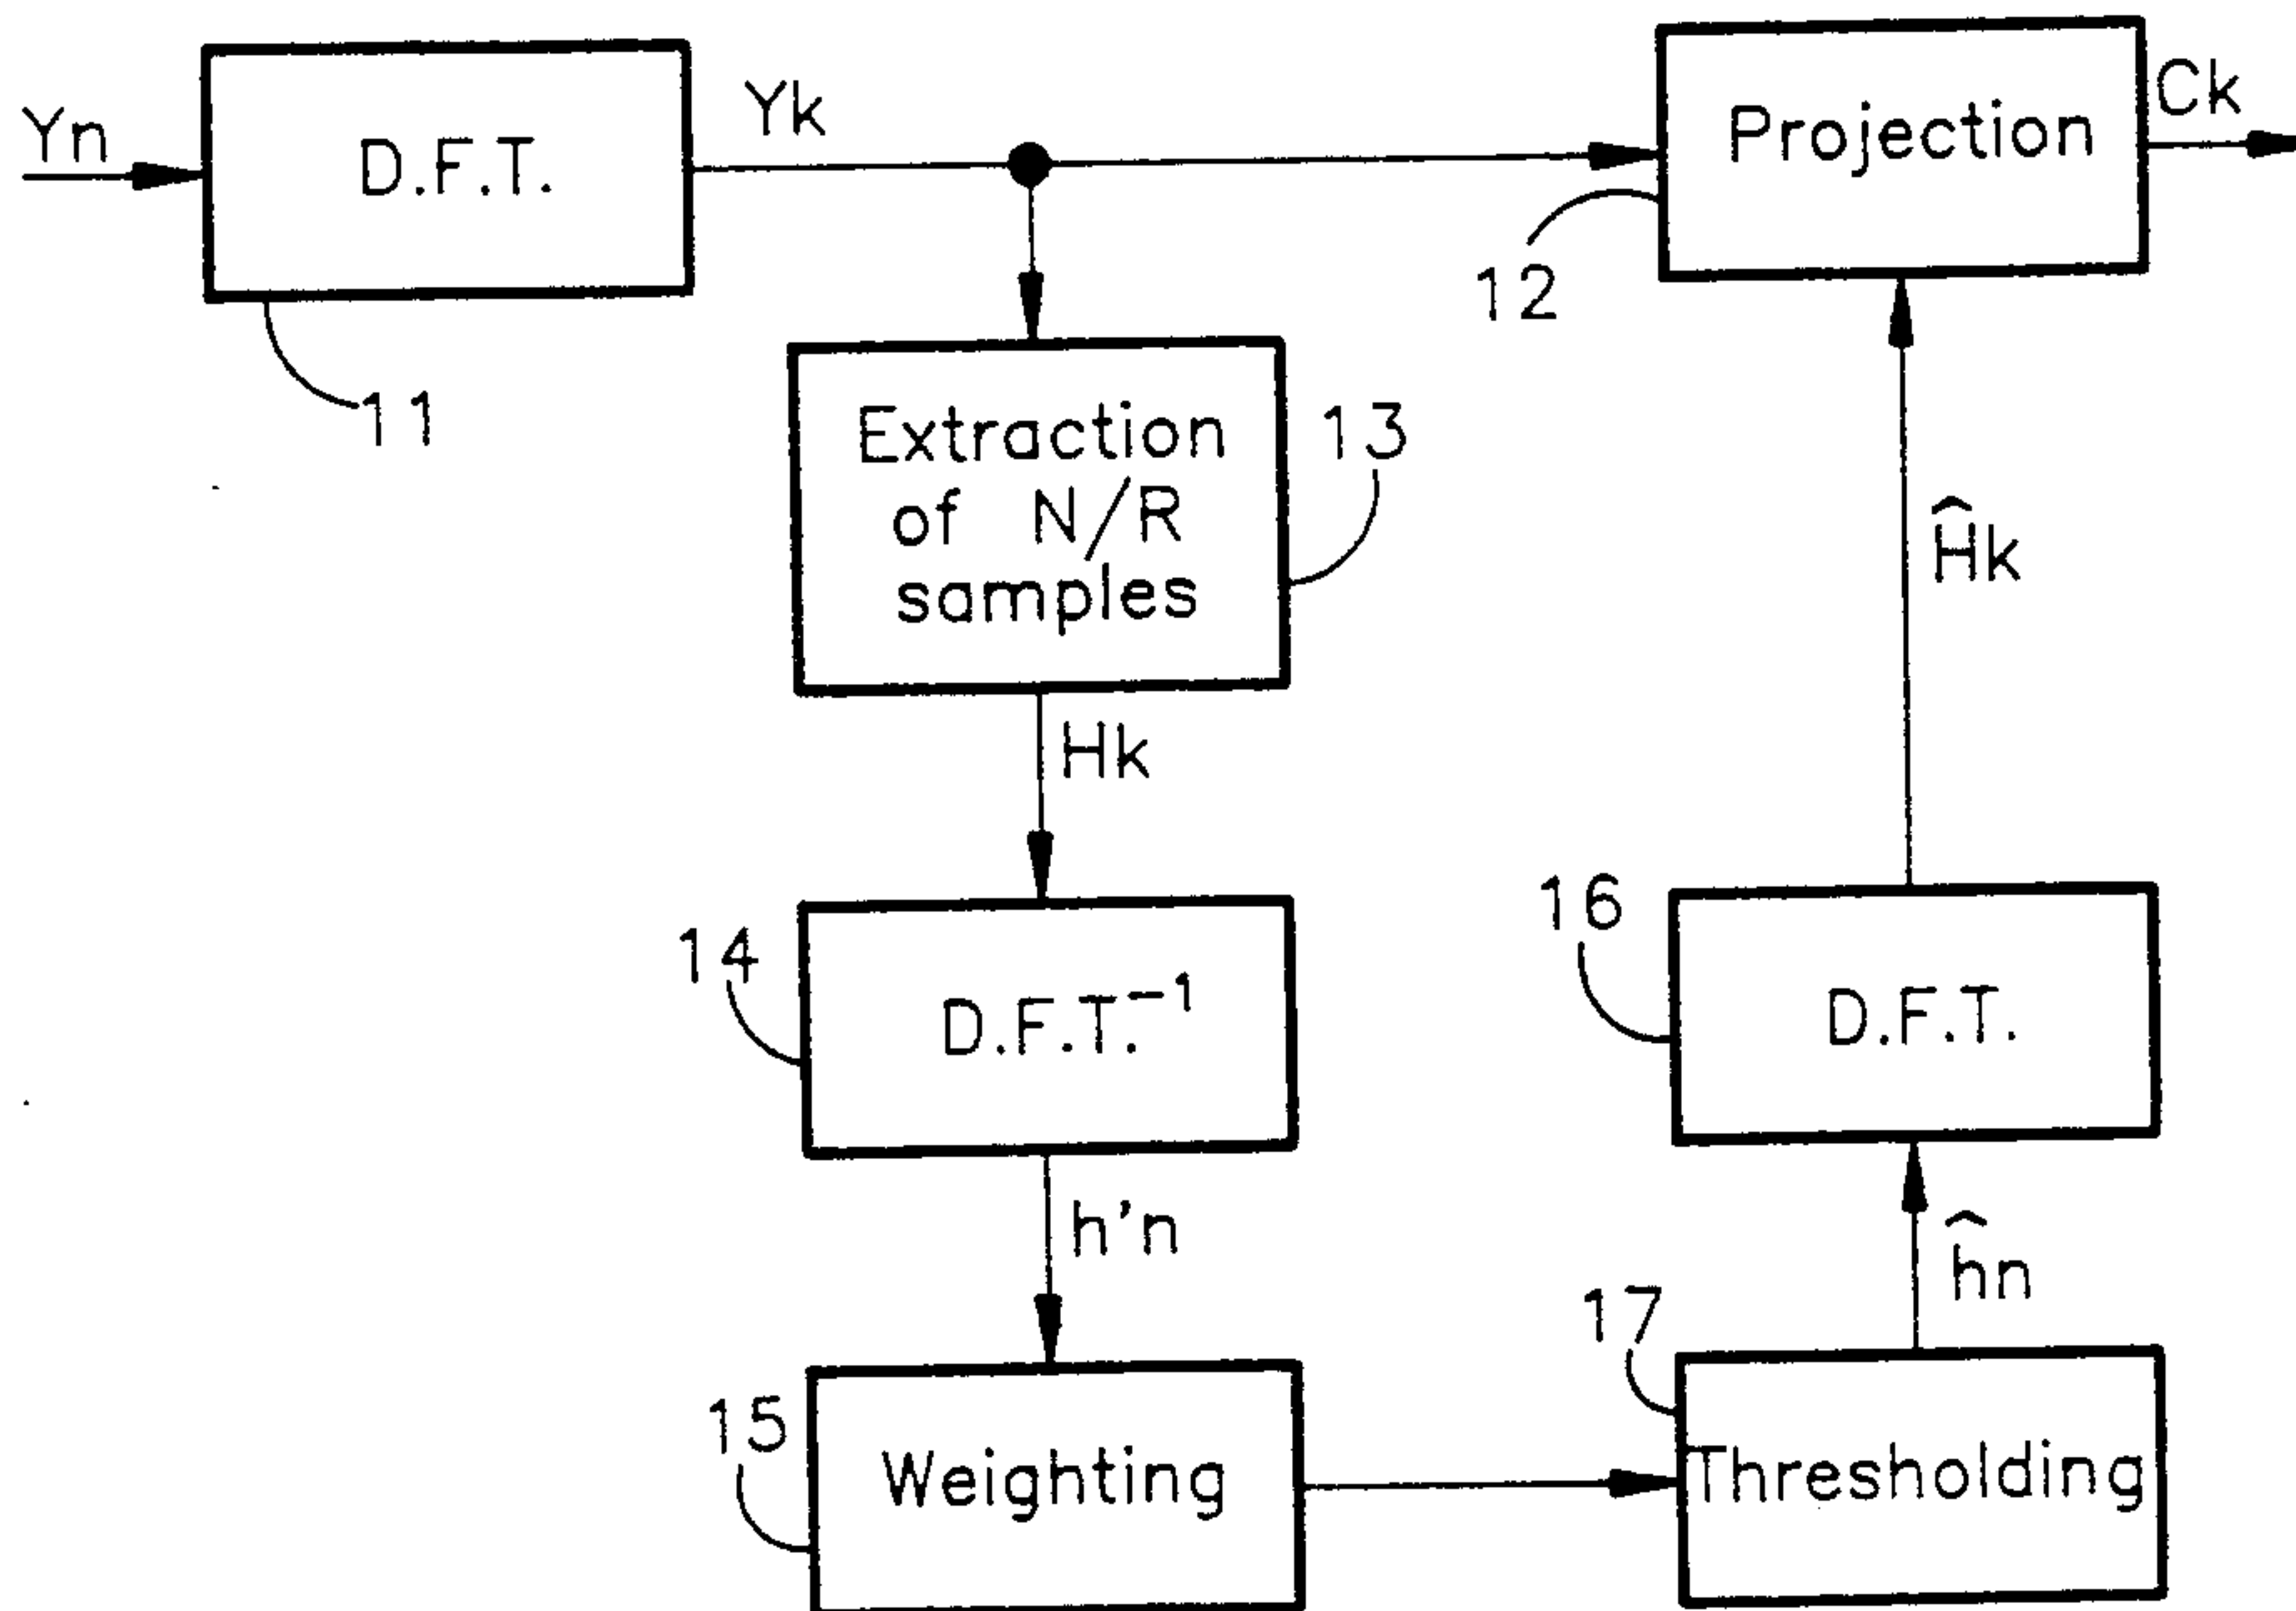 Yn
D.F.T.
Yk
Projection
Ck
11
12
Extraction
of N/R
samples
13
Hk
Ĥk
14
D.F.T.⁻¹
16
D.F.T.
h'n
ĥn
15
Weighting
17
Thresholding